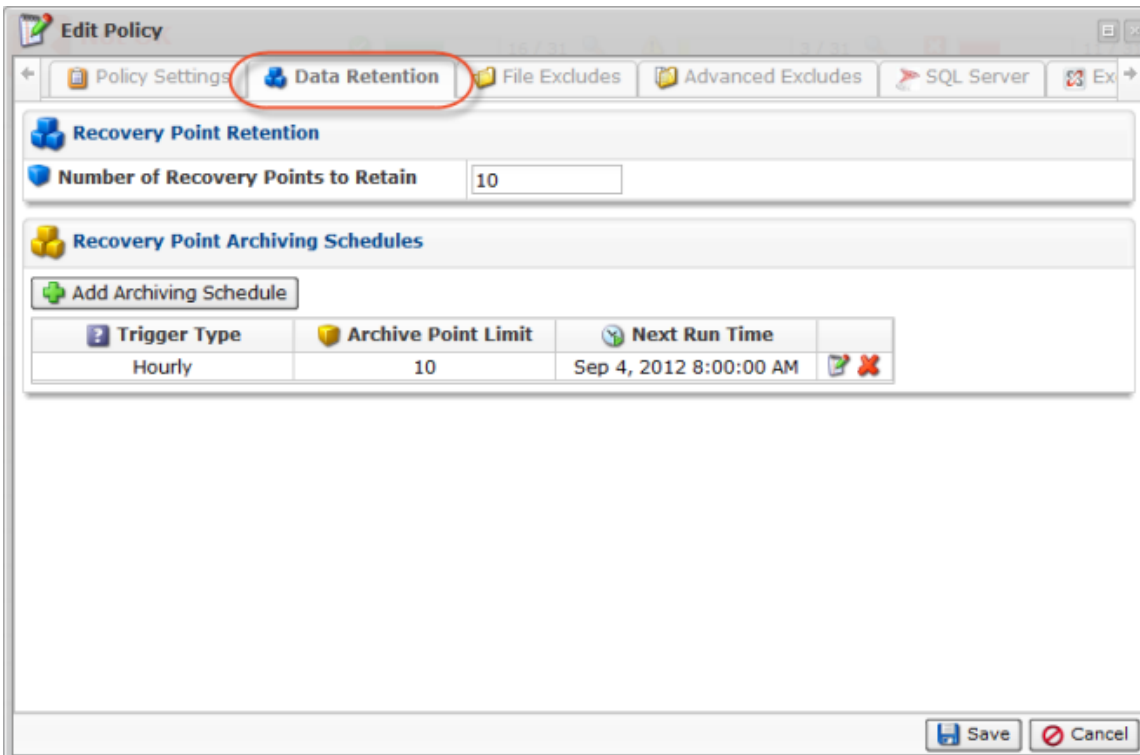 Edit Policy
Policy Settings Data Retention File Excludes Advanced Excludes SQL Server Ex
Recovery Point Retention
Number of Recovery Points to Retain 10
Recovery Point Archiving Schedules
Add Archiving Schedule
Trigger Type Archive Point Limit Next Run Time
Hourly 10 Sep 4, 2012 8:00:00 AM
Save Cancel